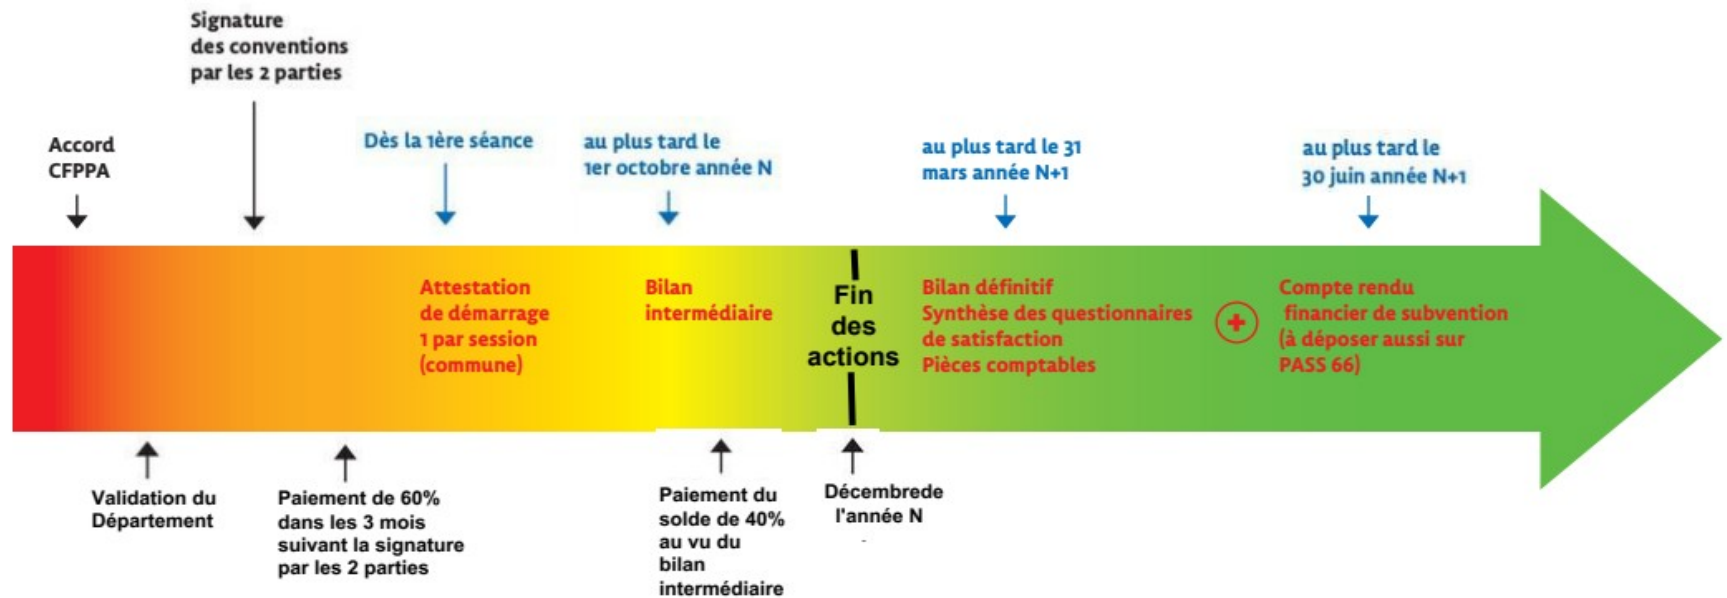 Signature
des conventions
par les 2 parties
Accord
CFPPA
Dès la 1ère séance
au plus tard le
1er octobre année N
au plus tard le 31
mars année N+1
au plus tard le
30 juin année N+1
Attestation
de démarrage
1 par session
(commune)
Bilan
intermédiaire
Fin
des
actions
Bilan définitif
Synthèse des questionnaires
de satisfaction
Pièces comptables
+
Compte rendu
financier de subvention
(à déposer aussi sur
PASS 66)
Validation du
Département
Paiement de 60%
dans les 3 mois
suivant la signature
par les 2 parties
Paiement du
solde de 40%
au vu du
bilan
intermédiaire
Décembrede
l'année N